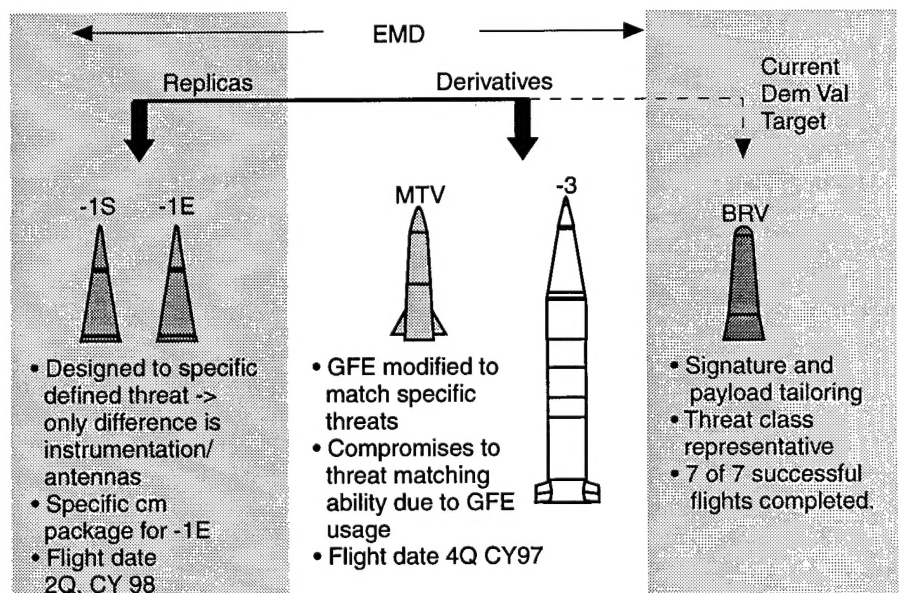 EMD
Replicas
Derivatives
Current
Dem Val
Target
-1S
-1E
• Designed to specific
defined threat ->
only difference is
instrumentation/
antennas
• Specific cm
package for -1E
• Flight date
2Q, CY 98
MTV
-3
• GFE modified to
match specific
threats
• Compromises to
threat matching
ability due to GFE
usage
• Flight date 4Q CY97
BRV
• Signature and
payload tailoring
• Threat class
representative
• 7 of 7 successful
flights completed.